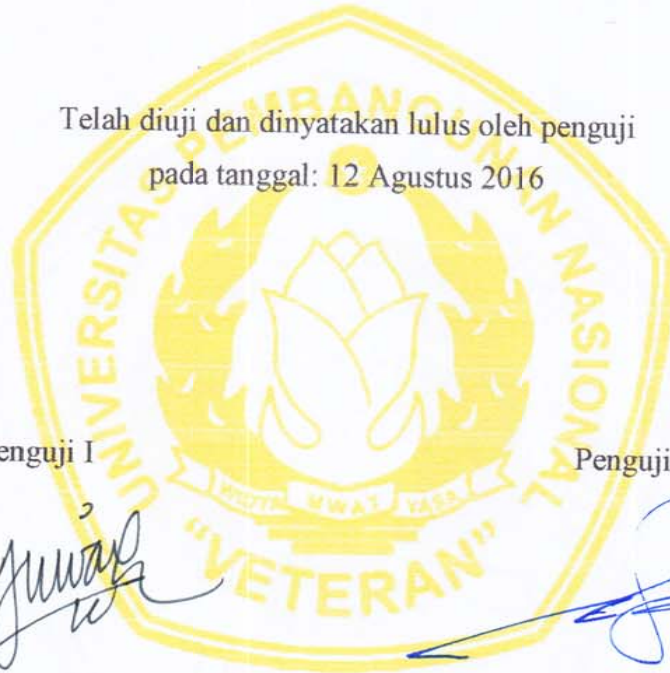 Telah diuji dan dinyatakan lulus oleh penguji
pada tanggal: 12 Agustus 2016
UNIVERSITAS PEMBANGUNAN NASIONAL
enguji I
Penguji
WIDYA MWAT YASA
"VETERAN"